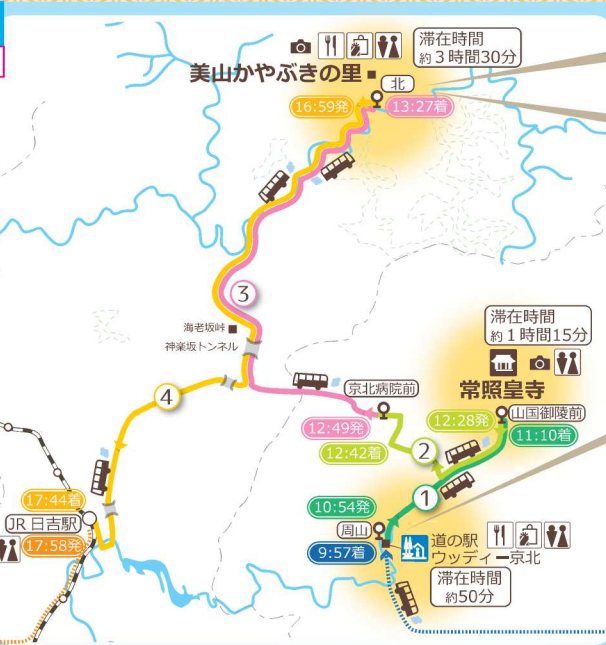 滞在時間
約3時間30分
美山かやぶきの里
北
16:59発
13:27着
3
海老坂峠
神楽坂トンネル
滞在時間
約1時間15分
常照皇寺
京北病院前
山国御陵前
12:49発
12:28発
11:10着
12:42着
4
2
1
17:44着
JR 日吉駅
17:58発
10:54発
周山
9:57着
道の駅
ウッディー京北
滞在時間
約50分